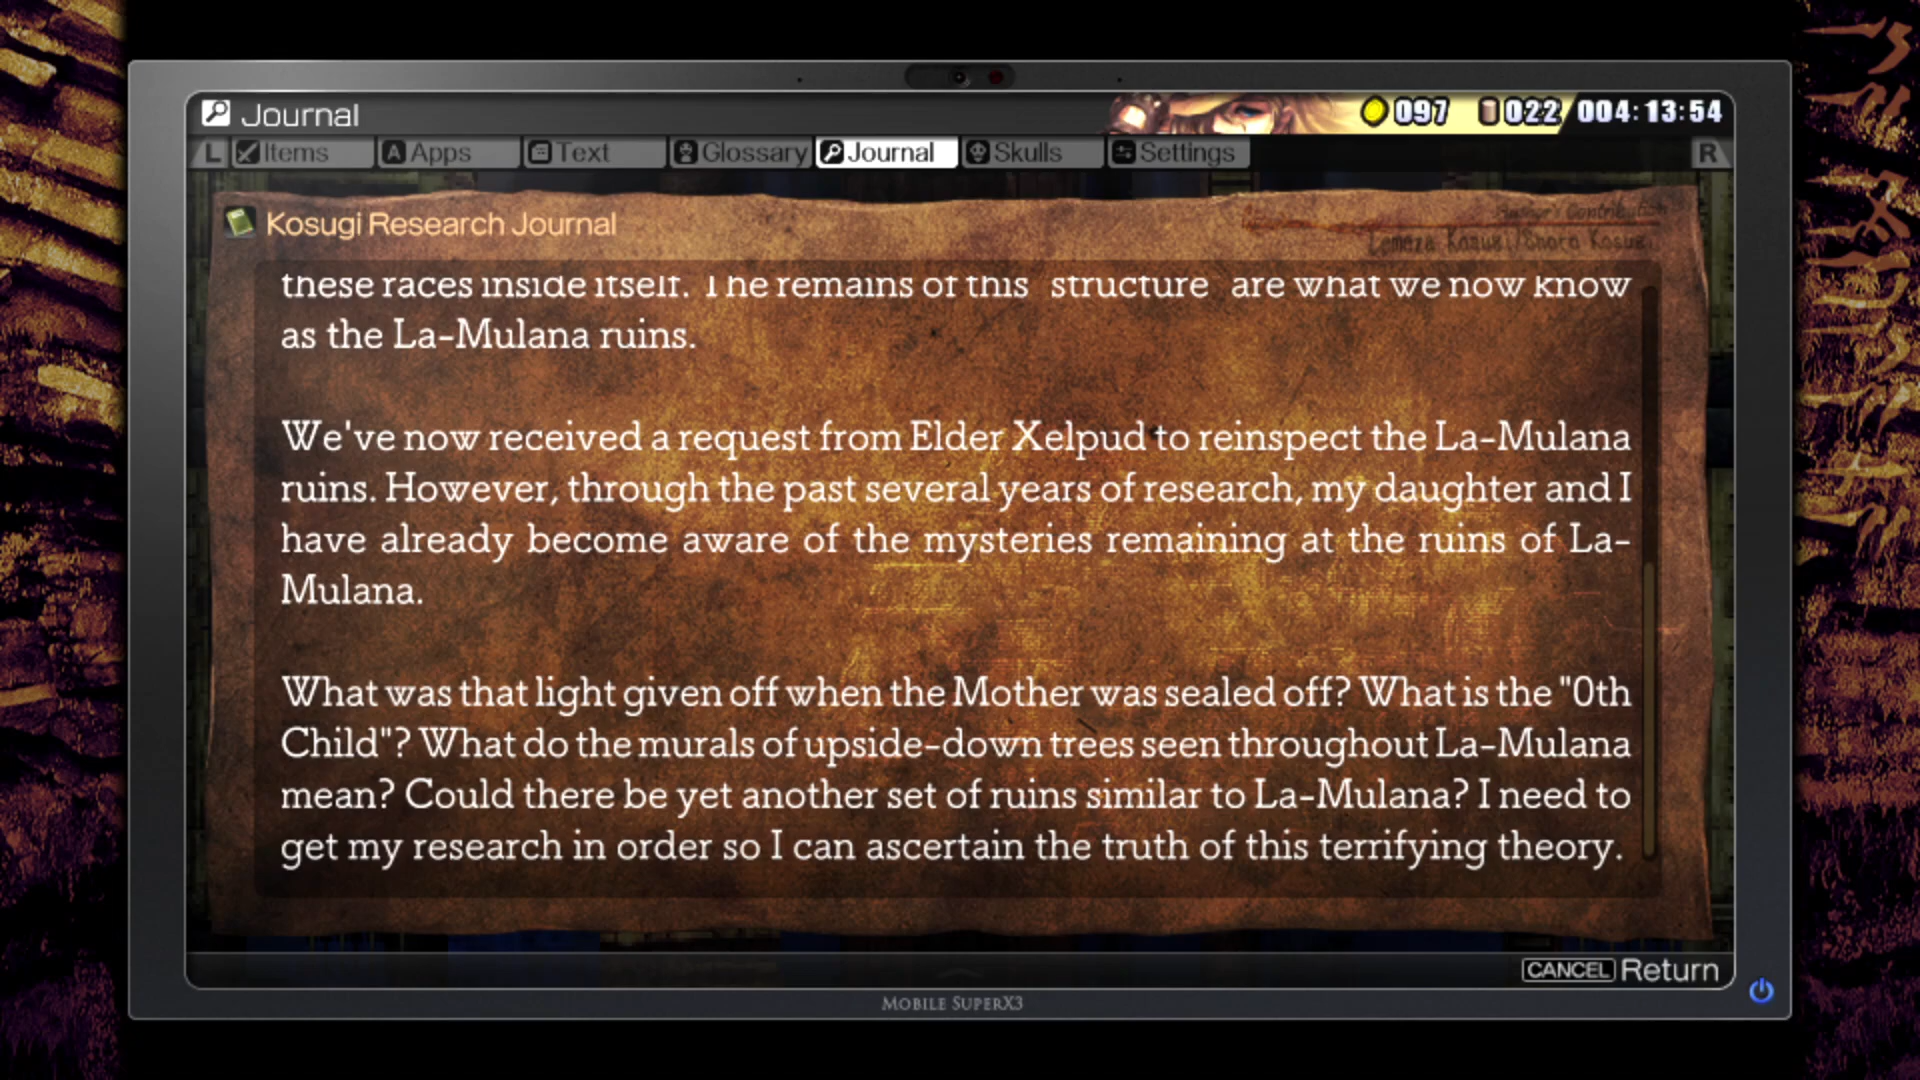 Journal
097 022 004:13:54
L Items Apps Text Glossary Journal Skulls Settings R
Kosugi Research Journal
Author's Contribution
Lemeza Kosugi/Shoro Kosugi
these races inside itself. The remains of this structure are what we now know
as the La-Mulana ruins.
We've now received a request from Elder Xelpud to reinspect the La-Mulana
ruins. However, through the past several years of research, my daughter and I
have already become aware of the mysteries remaining at the ruins of La-
Mulana.
What was that light given off when the Mother was sealed off? What is the "0th
Child"? What do the murals of upside-down trees seen throughout La-Mulana
mean? Could there be yet another set of ruins similar to La-Mulana? I need to
get my research in order so I can ascertain the truth of this terrifying theory.
CANCEL Return
MOBILE SUPERX3